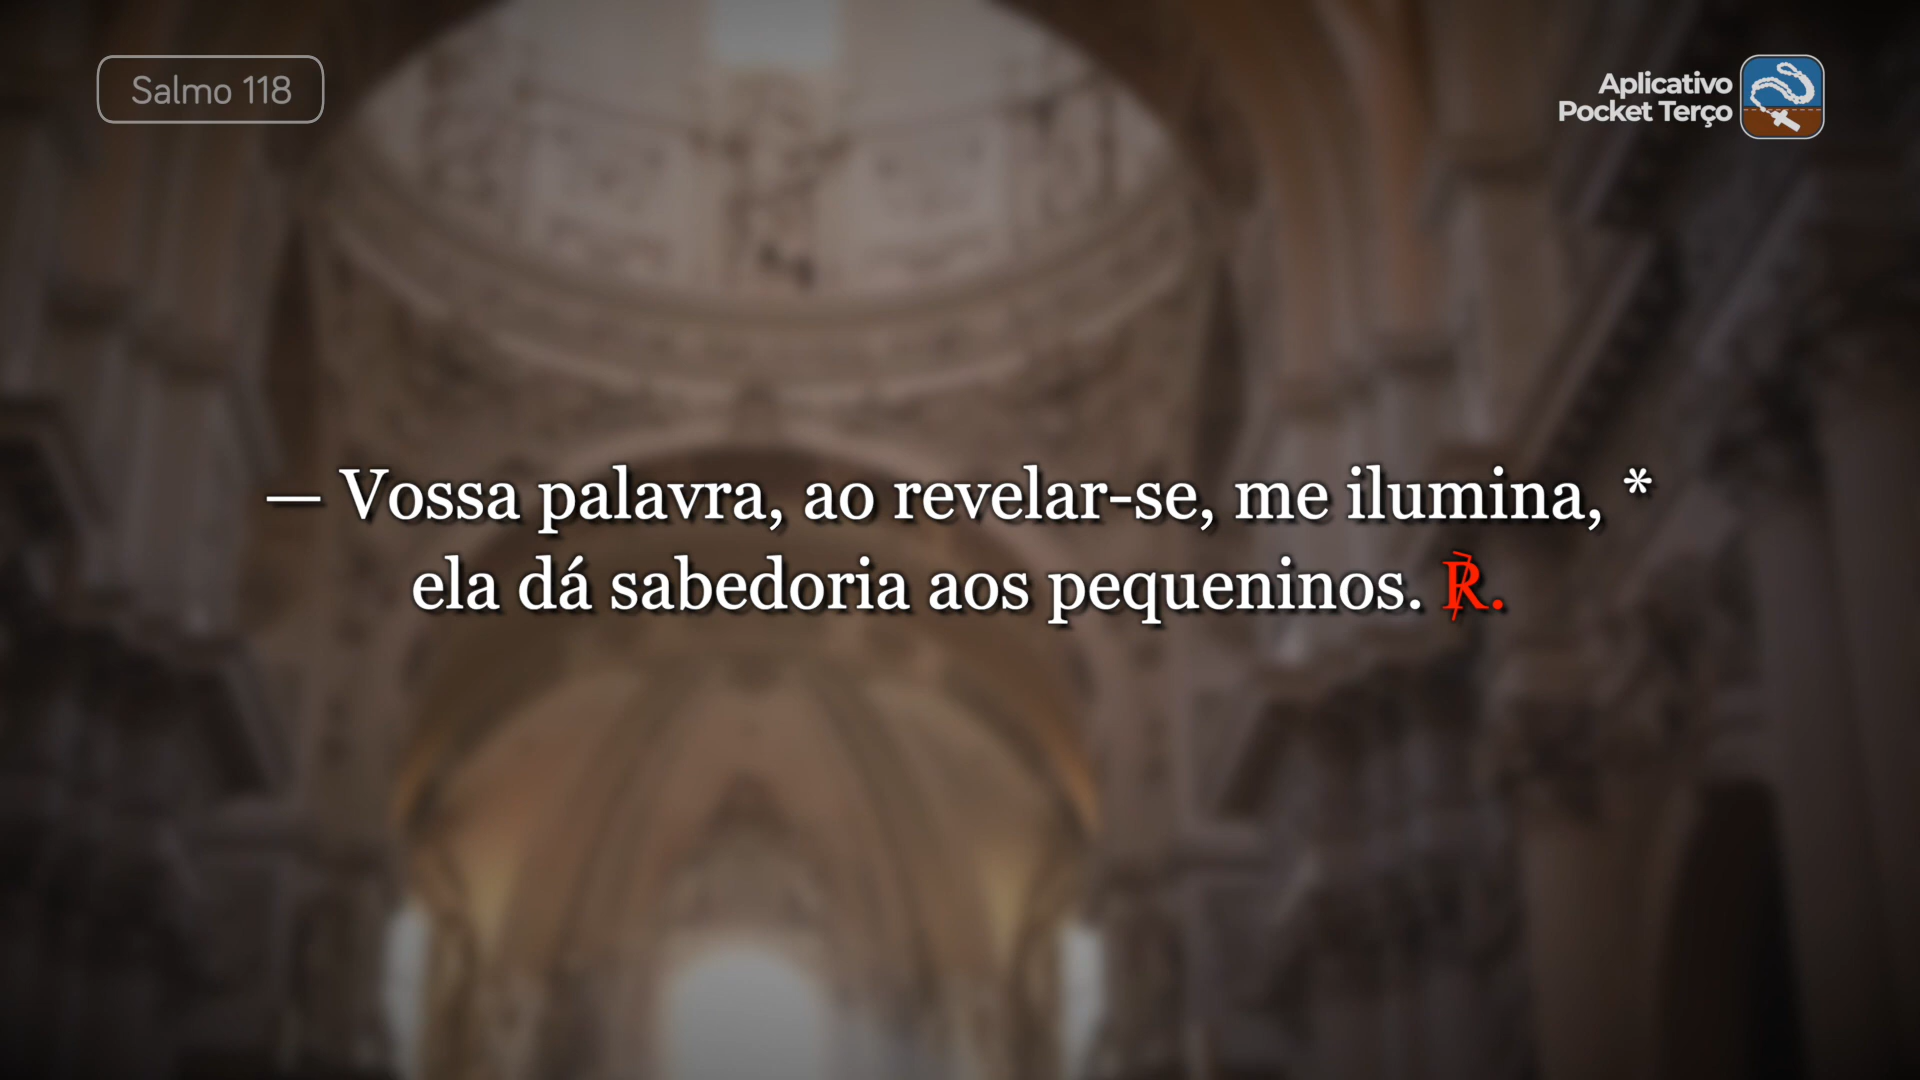 Salmo 118
Aplicativo
Pocket Terço
— Vossa palavra, ao revelar-se, me ilumina, *
ela dá sabedoria aos pequeninos. ℟.